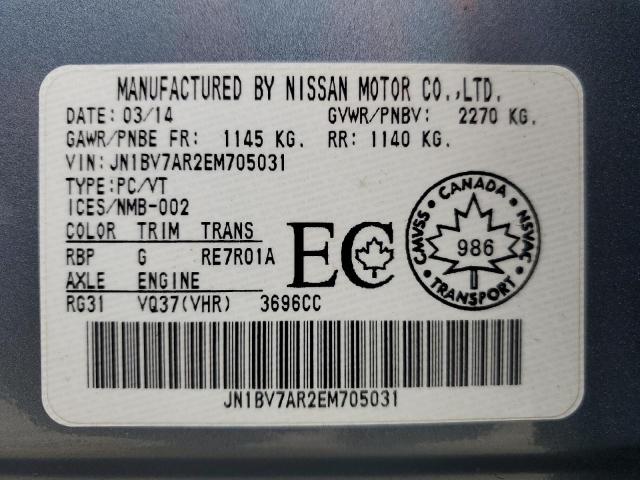 MANUFACTURED BY NISSAN MOTOR CO.,LTD.
DATE: 03/14 GVWR/PNBV: 2270 KG.
GAWR/PNBE FR: 1145 KG. RR: 1140 KG.
VIN: JN1BV7AR2EM705031
TYPE: PC/VT
ICES/NMB-002
COLOR TRIM TRANS
RBP G RE7R01A
AXLE ENGINE
RG31 VQ37(VHR) 3696CC
EC
CMVSS • CANADA • NSVAC
986
• TRANSPORT •
JN1BV7AR2EM705031